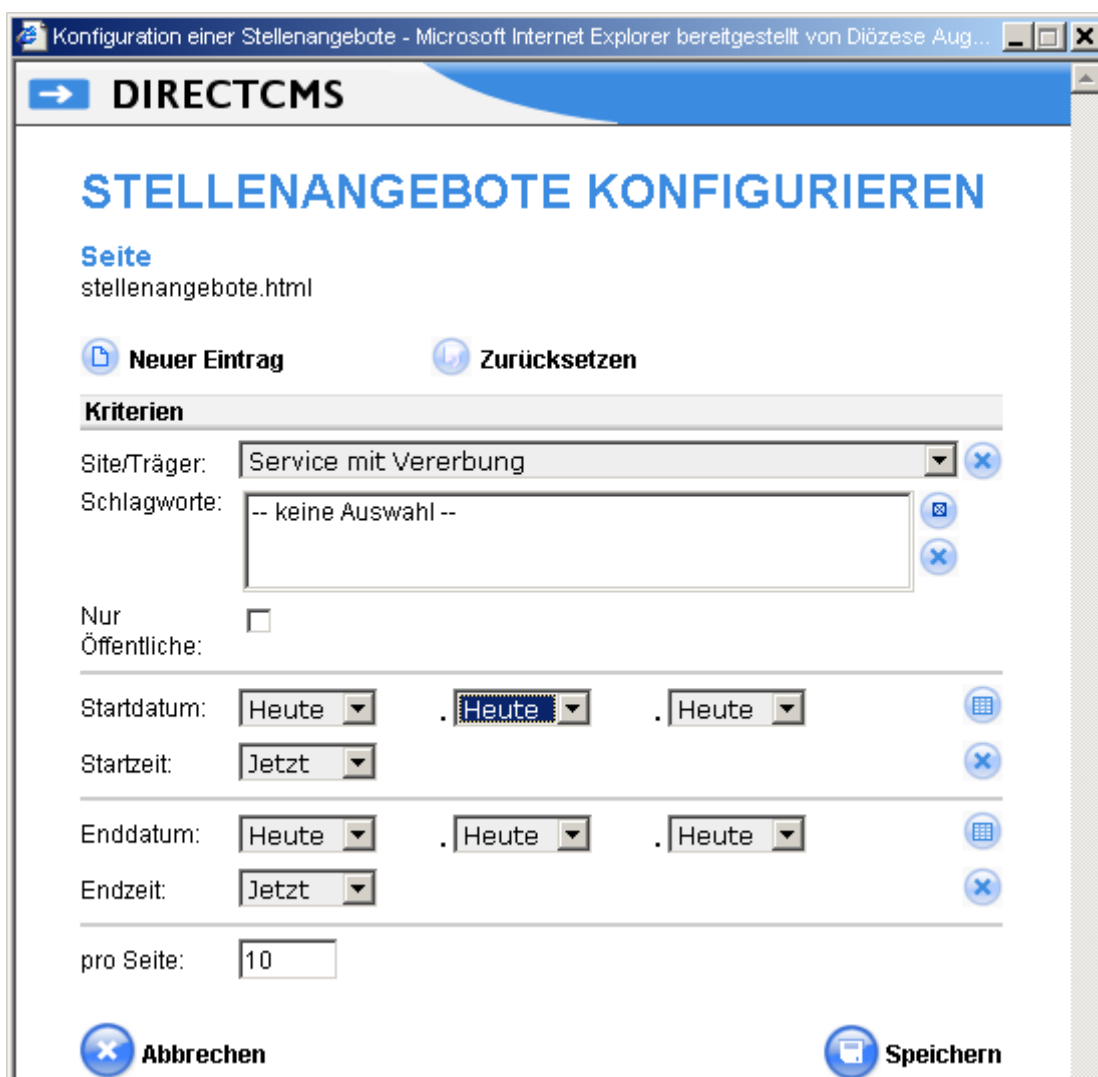 Konfiguration einer Stellenangebote - Microsoft Internet Explorer bereitgestellt von Diözese Aug...
DIRECTCMS
STELLENANGEBOTE KONFIGURIEREN
Seite
stellenangebote.html
Neuer Eintrag Zurücksetzen
Kriterien
Site/Träger: Service mit Vererbung
Schlagworte: -- keine Auswahl --
Nur
Öffentliche:
Startdatum: Heute . Heute . Heute
Startzeit: Jetzt
Enddatum: Heute . Heute . Heute
Endzeit: Jetzt
pro Seite: 10
Abbrechen Speichern